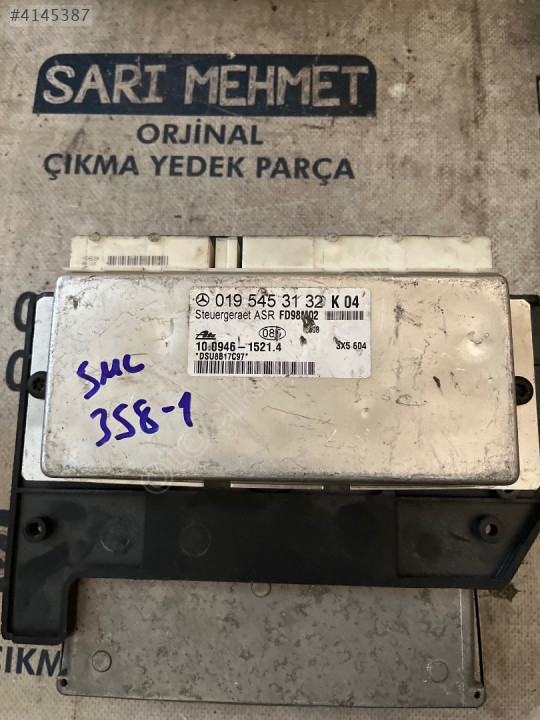 #4145387
SARI MEHMET
ORJİNAL
ÇIKMA YEDEK PARÇA
019 545 31 32 K 04
Steuergeraet ASR FD98M02
085
10.0946-1521.4 3X5 604
*DSU8B17C97*
SMC
358-1
ÇIKM